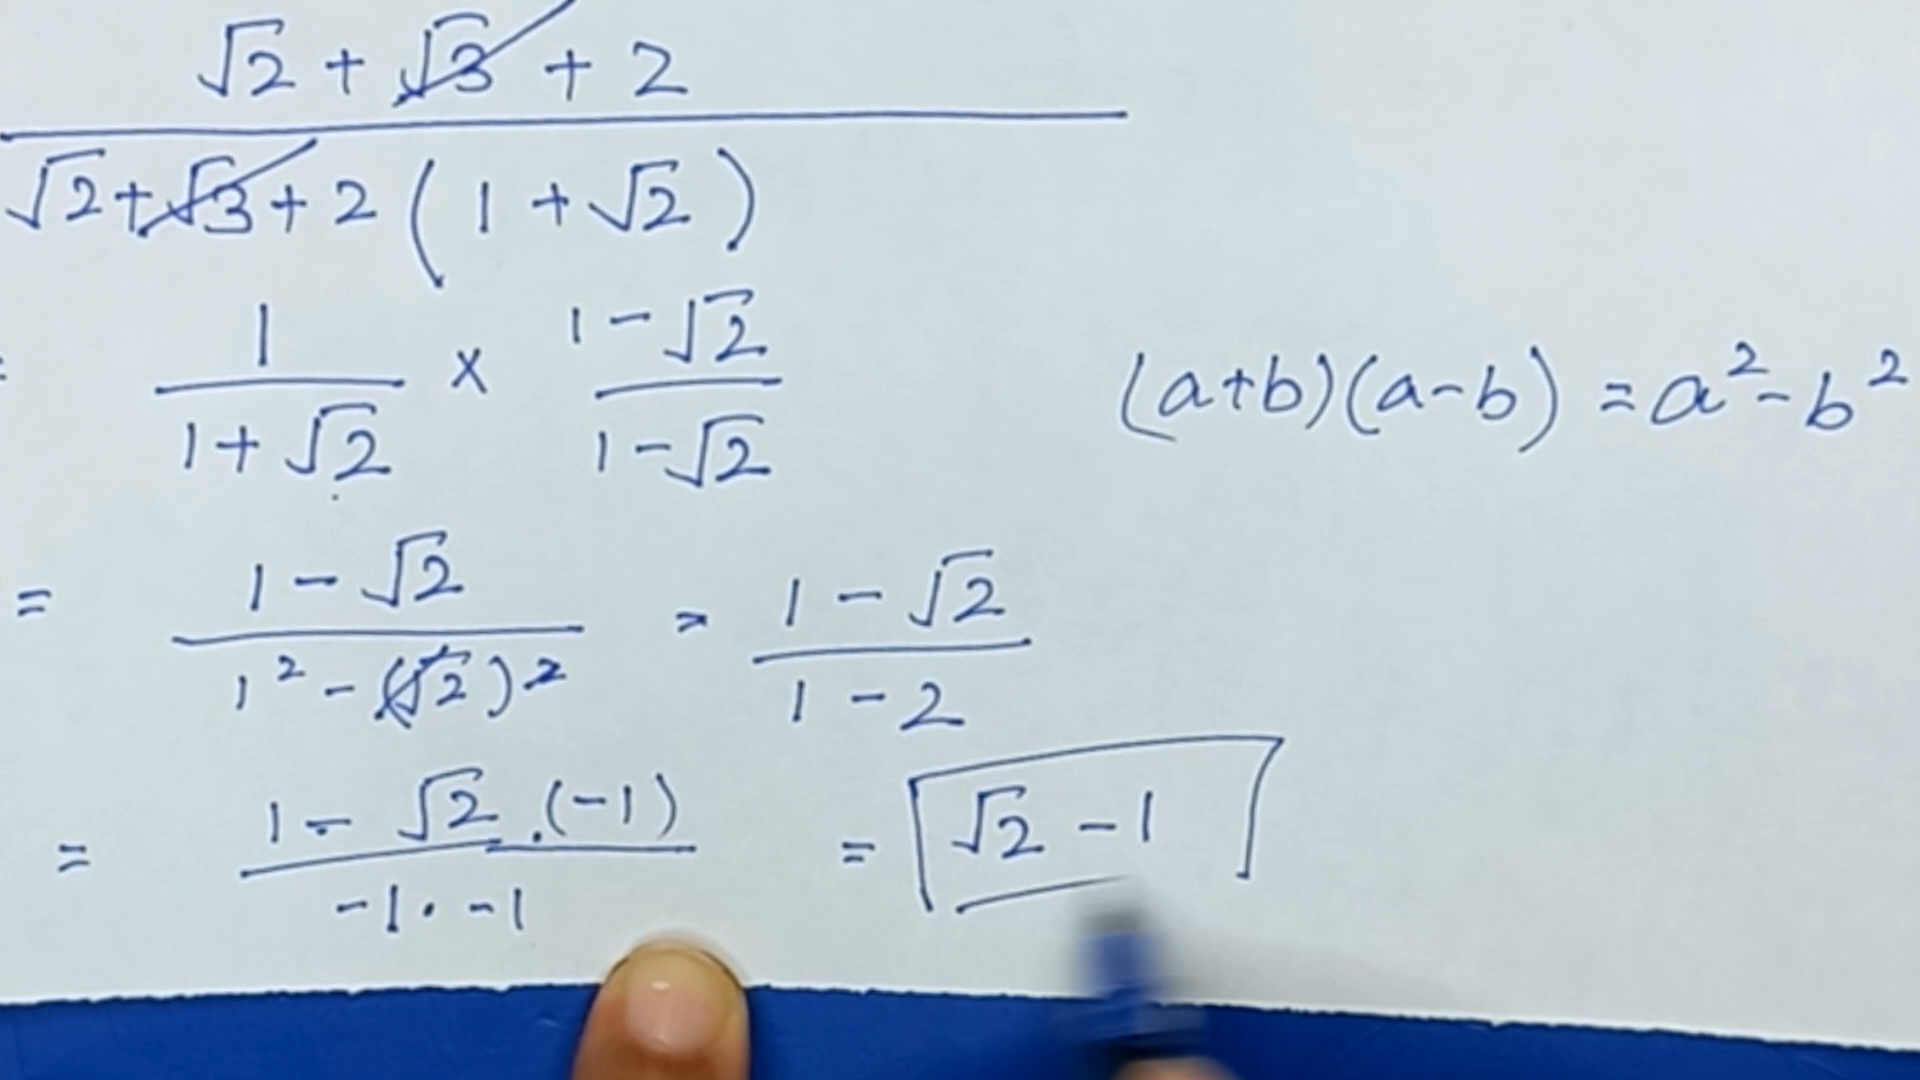 √2 + √3 + 2
√2+√3+2 ( 1 + √2 )
1 / 1+√2 x 1-√2 / 1-√2
(a+b)(a-b) = a²-b²
= 1 - √2 / 1² - (√2)² = 1 - √2 / 1 - 2
= 1 - √2 . (-1) / -1 . -1 = √2 - 1